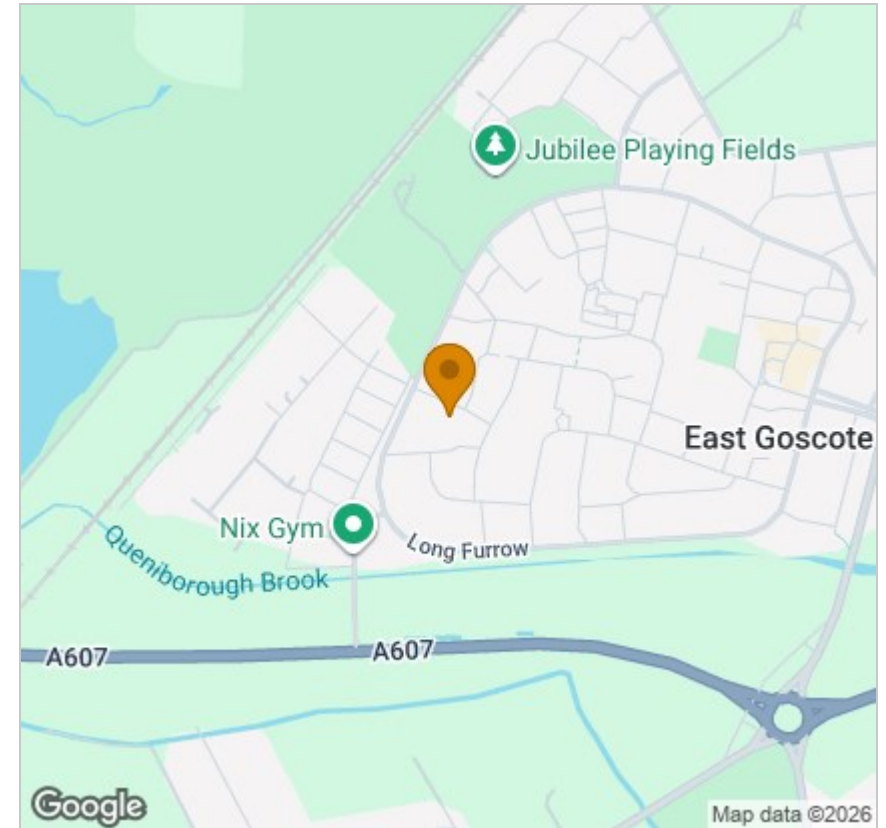 Jubilee Playing Fields
East Goscote
Nix Gym
Long Furrow
Queniborough Brook
A607
A607
Google
Map data ©2026